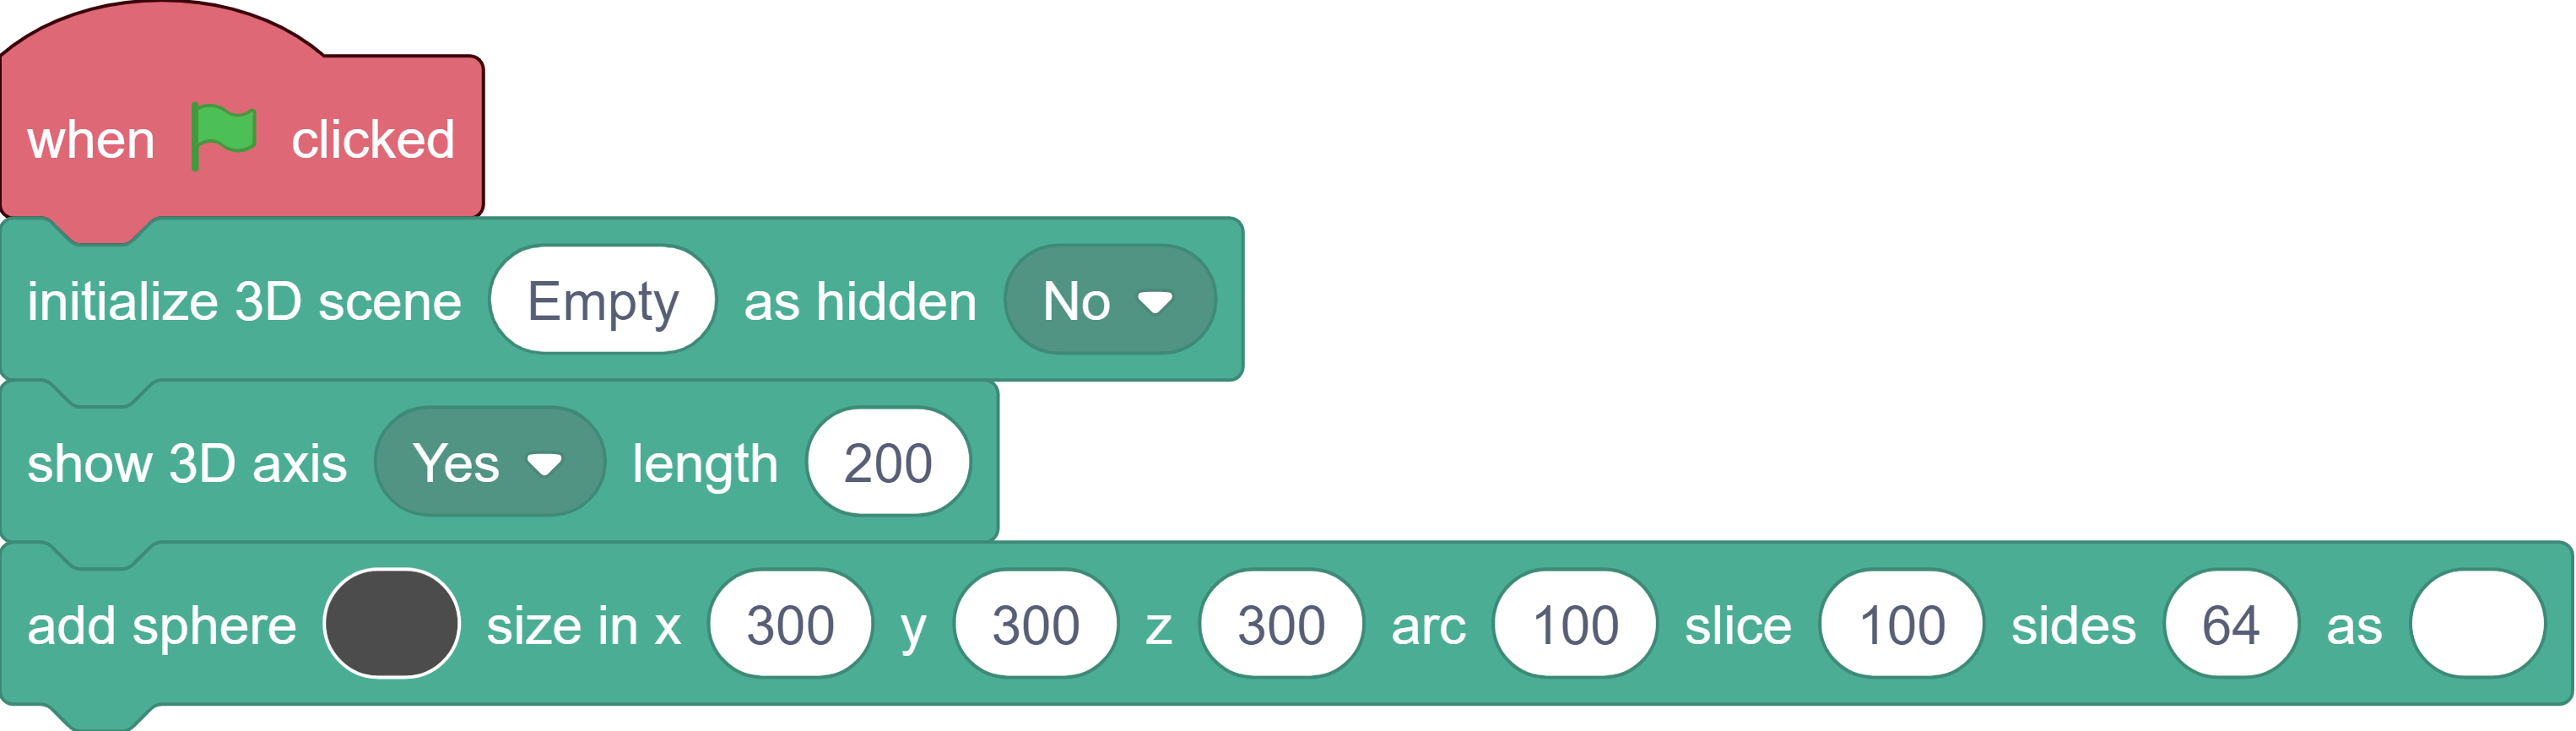 when clicked
initialize 3D scene Empty as hidden No
show 3D axis Yes length 200
add sphere size in x 300 y 300 z 300 arc 100 slice 100 sides 64 as